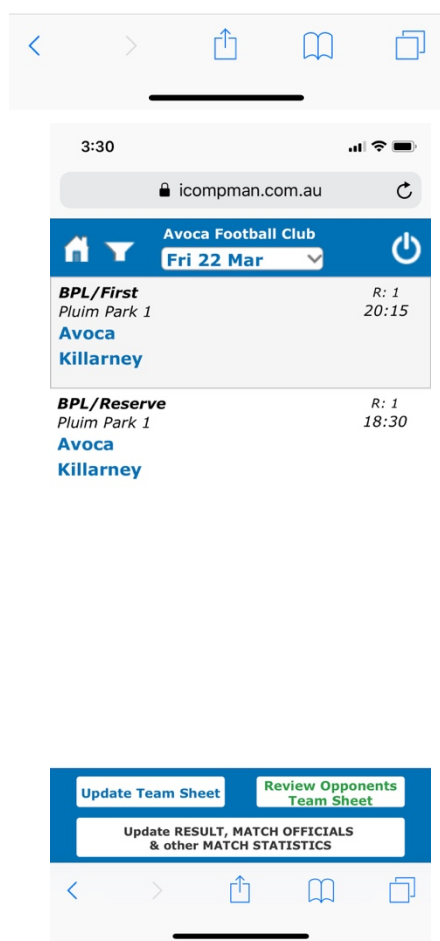 3:30
icompman.com.au
Avoca Football Club
Fri 22 Mar
BPL/First R: 1
Pluim Park 1 20:15
Avoca
Killarney
BPL/Reserve R: 1
Pluim Park 1 18:30
Avoca
Killarney
Update Team Sheet
Review Opponents
Team Sheet
Update RESULT, MATCH OFFICIALS
& other MATCH STATISTICS